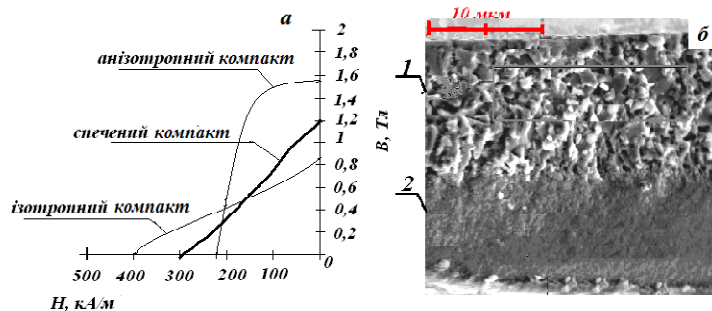 а
анізотропний компакт
спечений компакт
ізотропний компакт
2
1,8
1,6
1,4
1,2
1
0,8
0,6
0,4
0,2
0
В, Тл
500 400 300 200 100
Н, кА/м
10 мкм
б
1
2